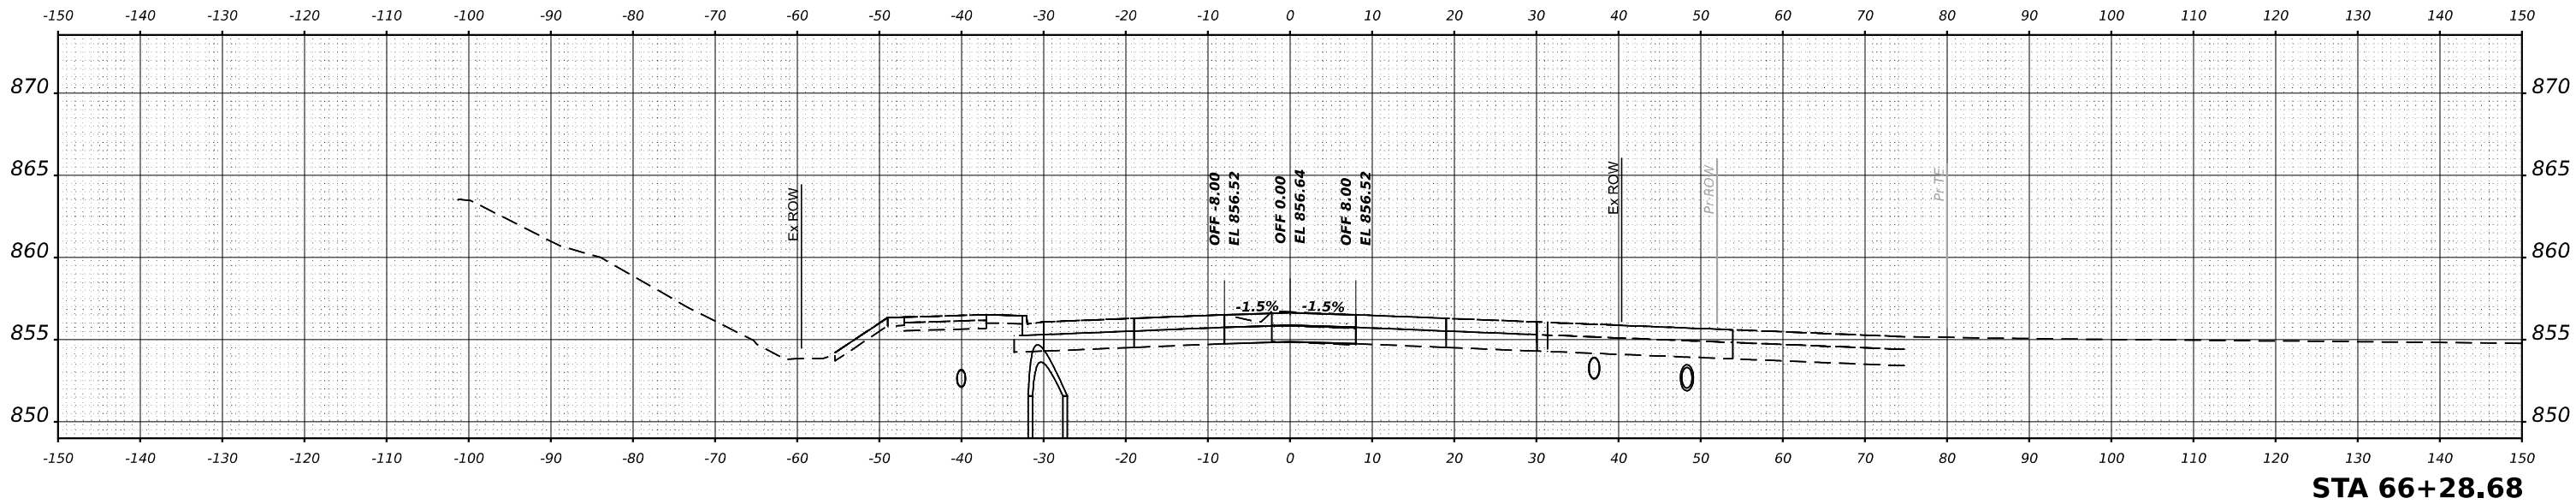 -150 -140 -130 -120 -110 -100 -90 -80 -70 -60 -50 -40 -30 -20 -10 0 10 20 30 40 50 60 70 80 90 100 110 120 130 140 150
870 870
865 865
Ex ROW
OFF -8.00
EL 856.52
OFF 0.00
EL 856.64
OFF 8.00
EL 856.52
Ex ROW
Pr ROW
Pr TE
860 860
-1.5% -1.5%
855 855
850 850
-150 -140 -130 -120 -110 -100 -90 -80 -70 -60 -50 -40 -30 -20 -10 0 10 20 30 40 50 60 70 80 90 100 110 120 130 140 150
STA 66+28.68